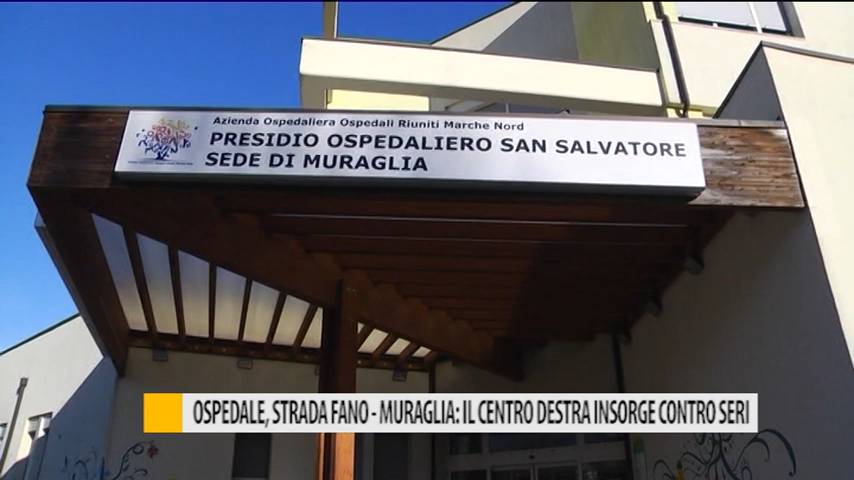 Azienda Ospedaliera Ospedali Riuniti Marche Nord
PRESIDIO OSPEDALIERO SAN SALVATORE
SEDE DI MURAGLIA
OSPEDALE, STRADA FANO - MURAGLIA: IL CENTRO DESTRA INSORGE CONTRO SERI